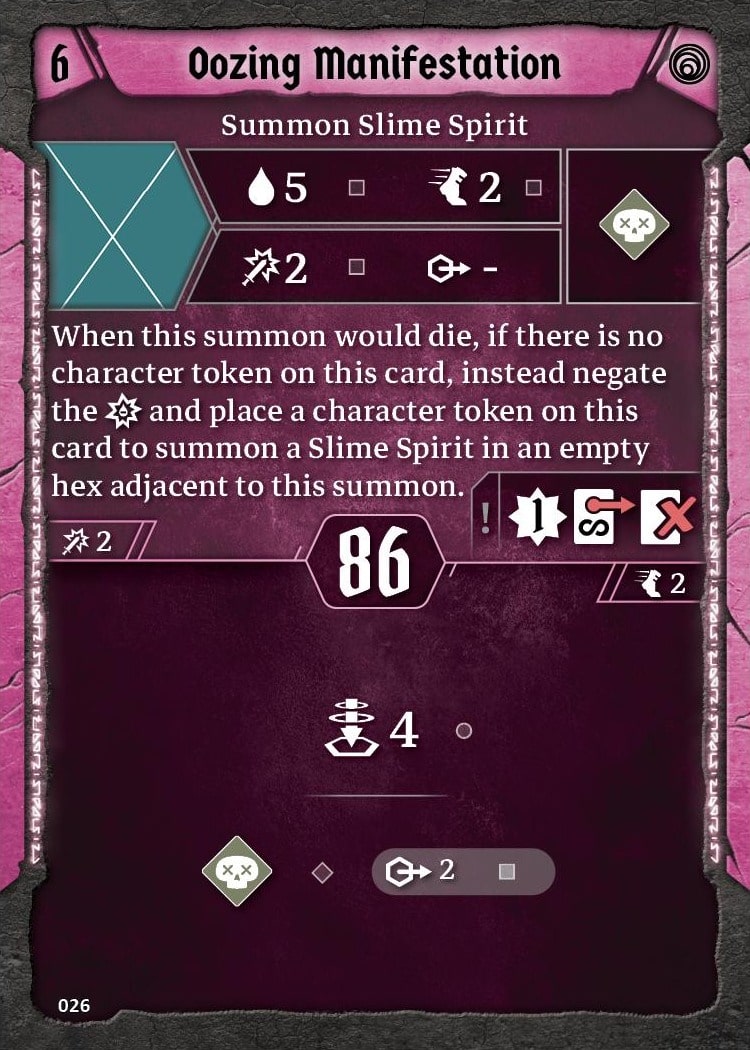 6 Oozing Manifestation
Summon Slime Spirit
5 2
2 –
When this summon would die, if there is no
character token on this card, instead negate
the and place a character token on this
card to summon a Slime Spirit in an empty
hex adjacent to this summon.
! 1
2
86
2
4
2
026